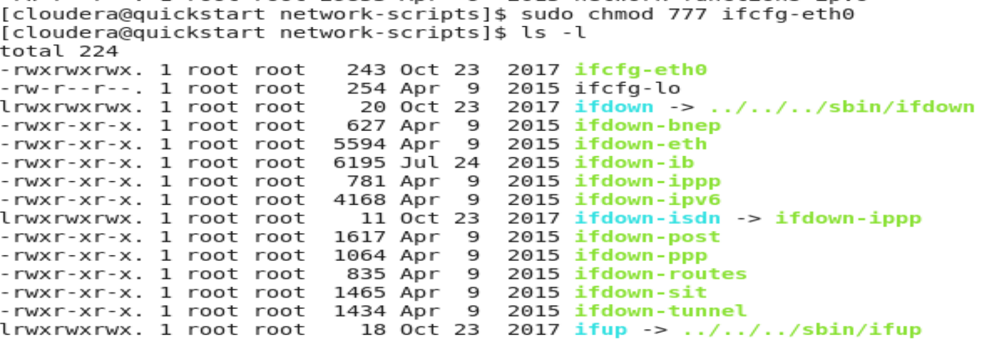 [cloudera@quickstart network-scripts]$ sudo chmod 777 ifcfg-eth0
[cloudera@quickstart network-scripts]$ ls -l
total 224
-rwxrwxrwx. 1 root root   243 Oct 23  2017 ifcfg-eth0
-rw-r--r--. 1 root root   254 Apr  9  2015 ifcfg-lo
lrwxrwxrwx. 1 root root    20 Oct 23  2017 ifdown -> ../../../sbin/ifdown
-rwxr-xr-x. 1 root root   627 Apr  9  2015 ifdown-bnep
-rwxr-xr-x. 1 root root  5594 Apr  9  2015 ifdown-eth
-rwxr-xr-x. 1 root root  6195 Jul 24  2015 ifdown-ib
-rwxr-xr-x. 1 root root   781 Apr  9  2015 ifdown-ippp
-rwxr-xr-x. 1 root root  4168 Apr  9  2015 ifdown-ipv6
lrwxrwxrwx. 1 root root    11 Oct 23  2017 ifdown-isdn -> ifdown-ippp
-rwxr-xr-x. 1 root root  1617 Apr  9  2015 ifdown-post
-rwxr-xr-x. 1 root root  1064 Apr  9  2015 ifdown-ppp
-rwxr-xr-x. 1 root root   835 Apr  9  2015 ifdown-routes
-rwxr-xr-x. 1 root root  1465 Apr  9  2015 ifdown-sit
-rwxr-xr-x. 1 root root  1434 Apr  9  2015 ifdown-tunnel
lrwxrwxrwx. 1 root root    18 Oct 23  2017 ifup -> ../../../sbin/ifup